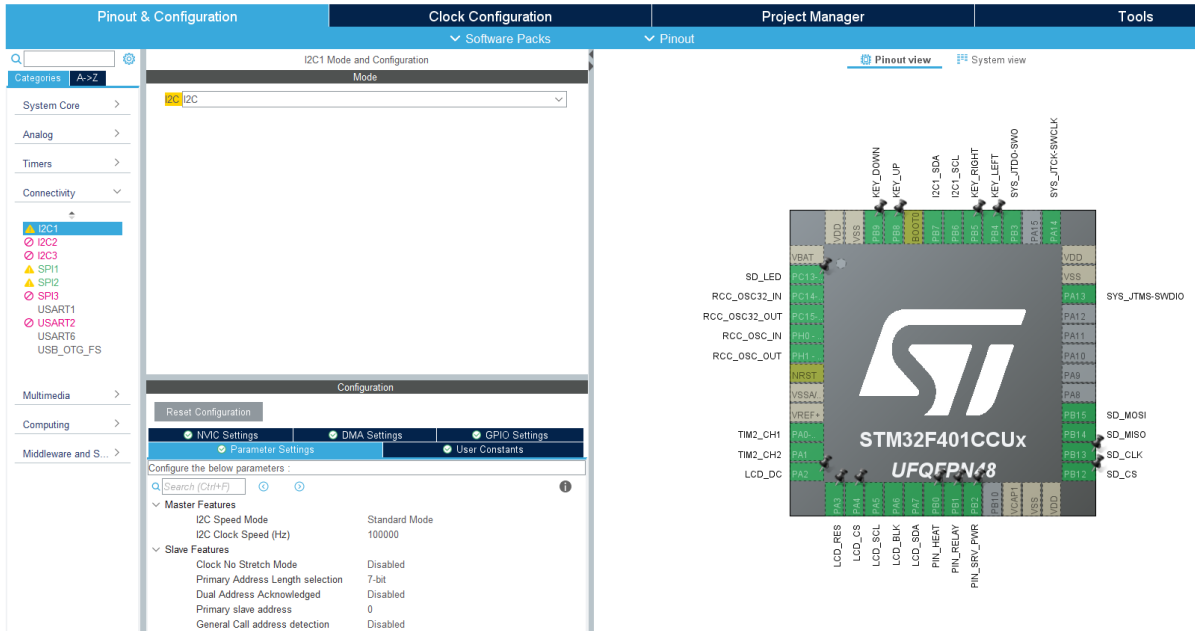 Pinout & Configuration
Clock Configuration
Project Manager
Tools
Software Packs
Pinout
Categories
A->Z
System Core
Analog
Timers
Connectivity
I2C1
I2C2
I2C3
SPI1
SPI2
SPI3
USART1
USART2
USART6
USB_OTG_FS
Multimedia
Computing
Middleware and S...
I2C1 Mode and Configuration
Mode
I2C I2C
Configuration
Reset Configuration
NVIC Settings
DMA Settings
GPIO Settings
Parameter Settings
User Constants
Configure the below parameters :
Search (Ctrl+F)
Master Features
I2C Speed Mode Standard Mode
I2C Clock Speed (Hz) 100000
Slave Features
Clock No Stretch Mode Disabled
Primary Address Length selection 7-bit
Dual Address Acknowledged Disabled
Primary slave address 0
General Call address detection Disabled
Pinout view
System view
KEY_DOWN
KEY_UP
I2C1_SDA
I2C1_SCL
KEY_RIGHT
KEY_LEFT
SYS_JTDO-SWO
SYS_JTCK-SWCLK
VDD
VSS
PB9
PB8
BOOT0
PB7
PB6
PB5
PB4
PB3
PA15
PA14
VBAT
SD_LED PC13-
RCC_OSC32_IN PC14-
RCC_OSC32_OUT PC15-
RCC_OSC_IN PH0 -
RCC_OSC_OUT PH1 -
NRST
VSSA/.
VREF+
TIM2_CH1 PA0-
TIM2_CH2 PA1
LCD_DC PA2
VDD
VSS
PA13 SYS_JTMS-SWDIO
PA12
PA11
PA10
PA9
PA8
PB15 SD_MOSI
PB14 SD_MISO
PB13 SD_CLK
PB12 SD_CS
ST
STM32F401CCUx
UFQFPN48
PA3
PA4
PA5
PA6
PA7
PB0
PB1
PB2
PB10
VCAP1
VSS
VDD
LCD_RES
LCD_CS
LCD_SCL
LCD_BLK
LCD_SDA
PIN_HEAT
PIN_RELAY
PIN_SRV_PWR